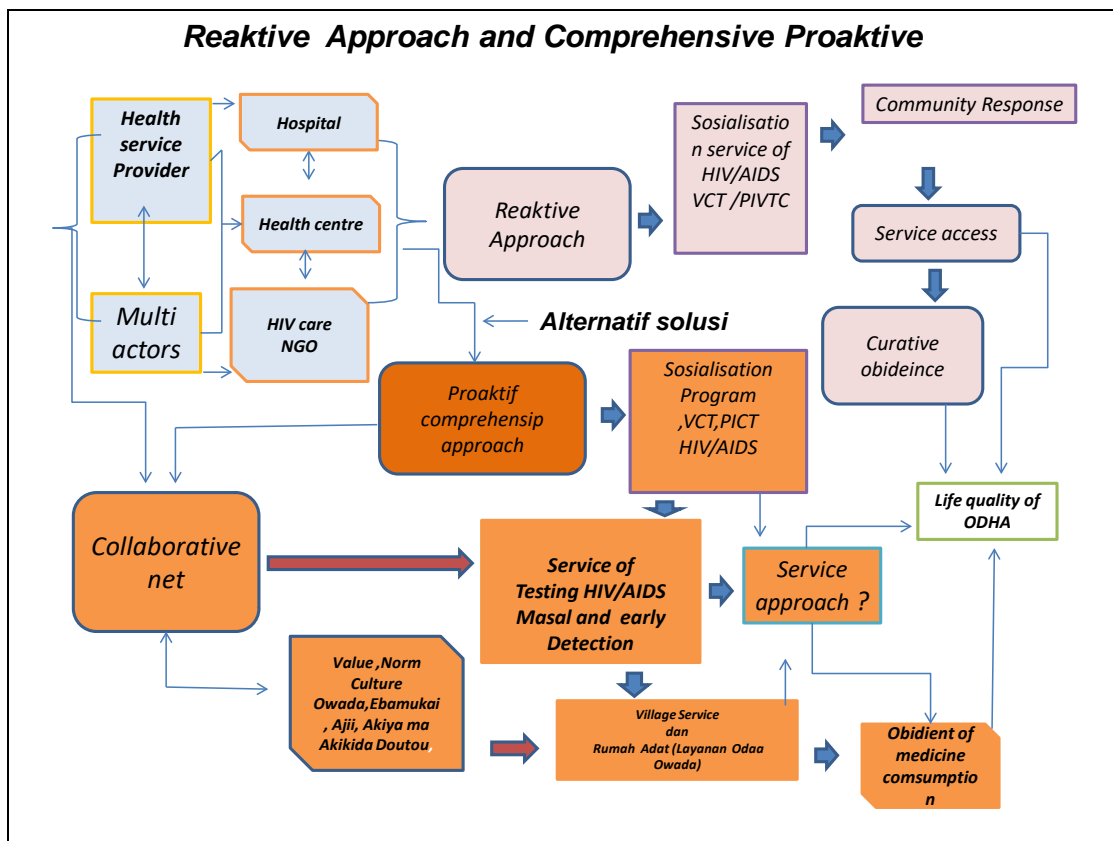 Reaktive Approach and Comprehensive Proaktive
Health
service
Provider
Hospital
Health centre
Multi
actors
HIV care
NGO
Reaktive
Approach
Sosialisatio
n service of
HIV/AIDS
VCT /PIVTC
Community Response
Service access
Curative
obideince
Alternatif solusi
Proaktif
comprehensip
approach
Sosialisation
Program
,VCT,PICT
HIV/AIDS
Life quality of
ODHA
Collaborative
net
Service of
Testing HIV/AIDS
Masal and early
Detection
Service
approach ?
Value ,Norm
Culture
Owada,Ebamukai
, Ajii, Akiya ma
Akikida Doutou,
Village Service
dan
Rumah Adat (Layanan Odaa
Owada)
Obidient of
medicine
comsumptio
n